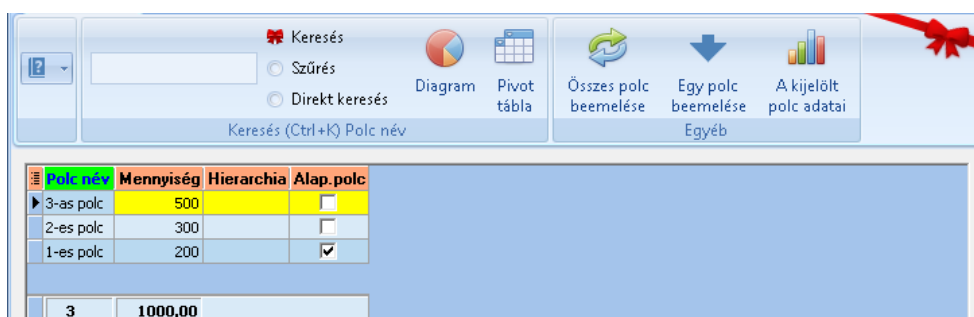 Keresés
Szűrés
Direkt keresés
Diagram
Pivot
tábla
Keresés (Ctrl+K) Polc név
Összes polc
beemelése
Egy polc
beemelése
A kijelölt
polc adatai
Egyéb
Polc név Mennyiség Hierarchia Alap.polc
3-as polc 500
2-es polc 300
1-es polc 200
3 1000,00